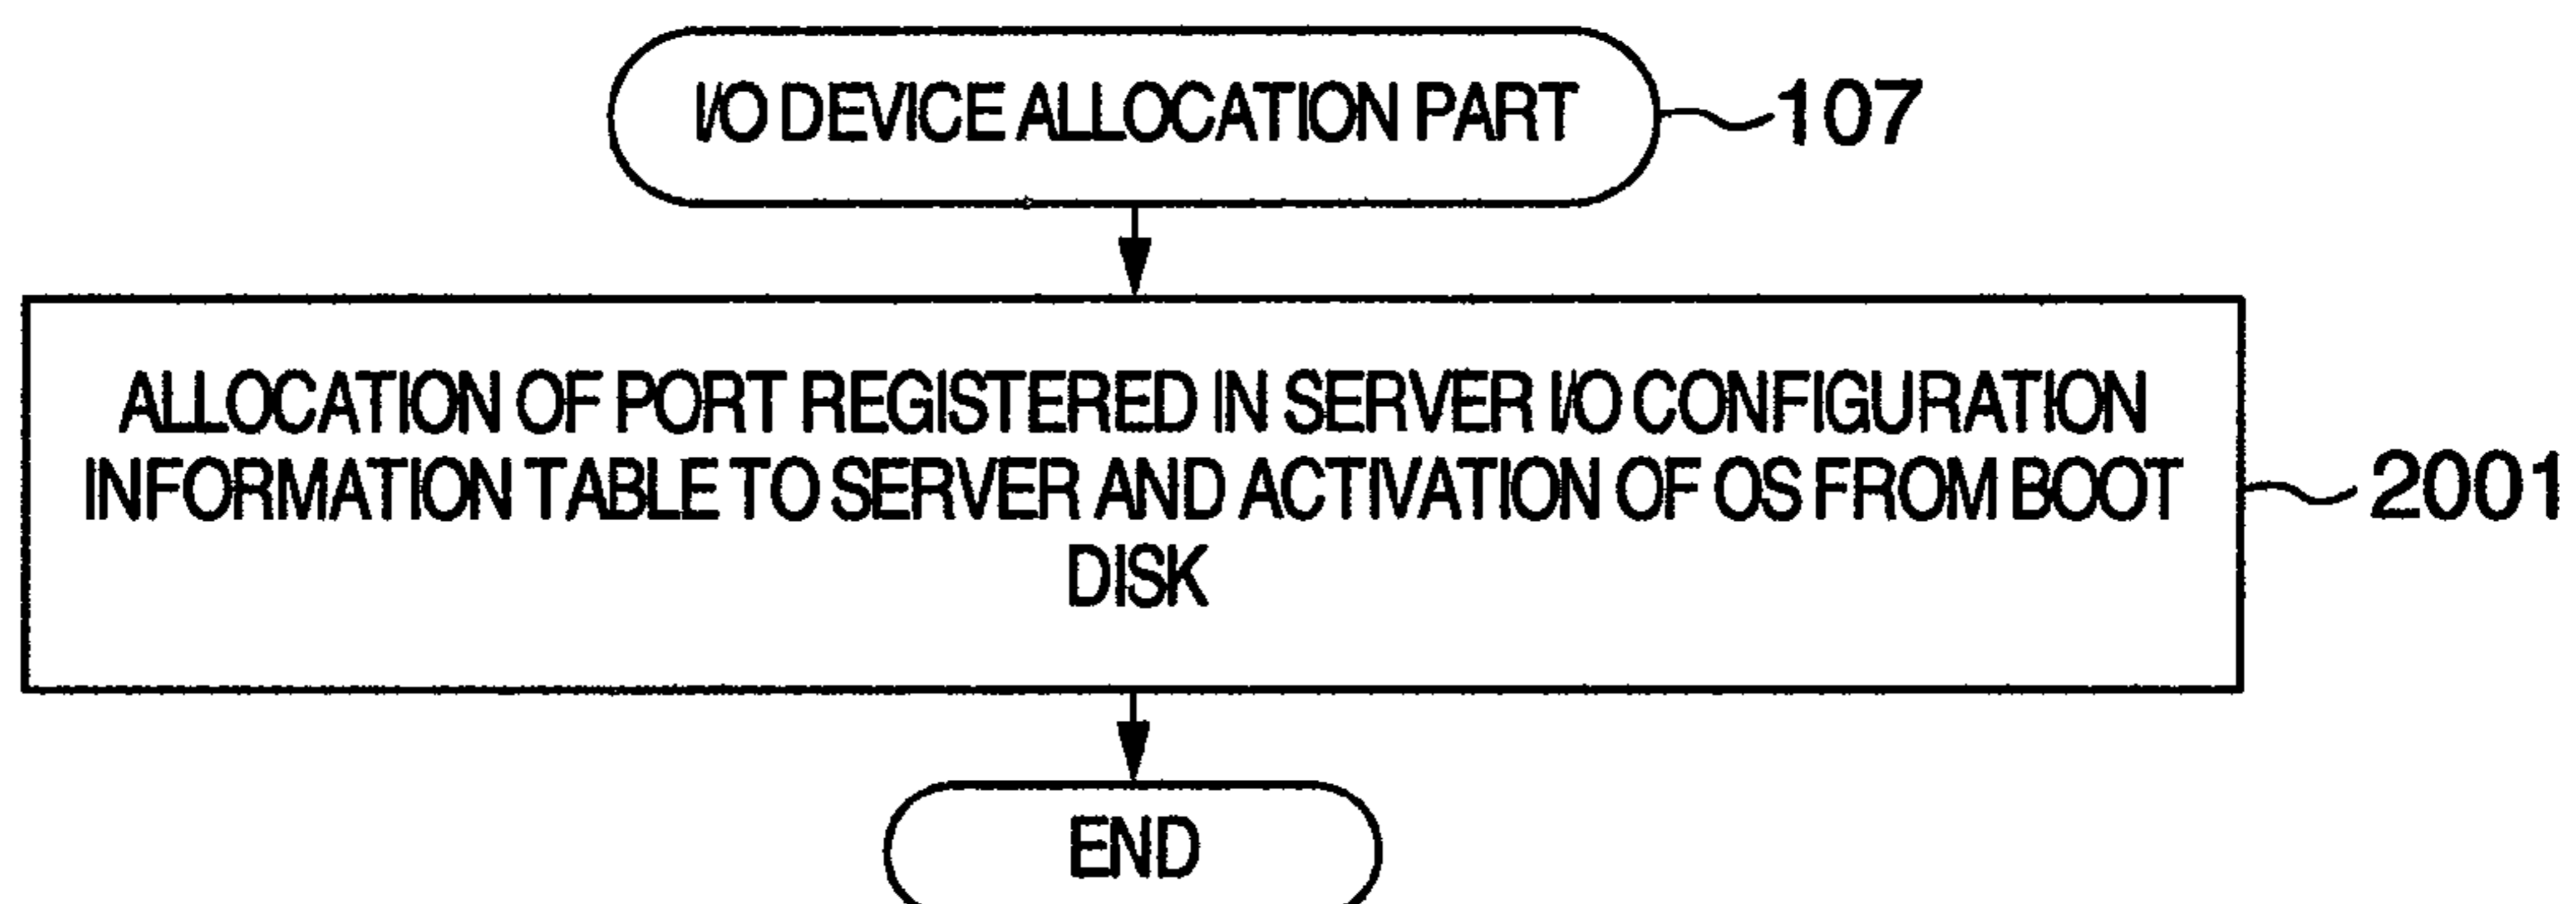 I/O DEVICE ALLOCATION PART
107
ALLOCATION OF PORT REGISTERED IN SERVER I/O CONFIGURATION
INFORMATION TABLE TO SERVER AND ACTIVATION OF OS FROM BOOT
DISK
2001
END